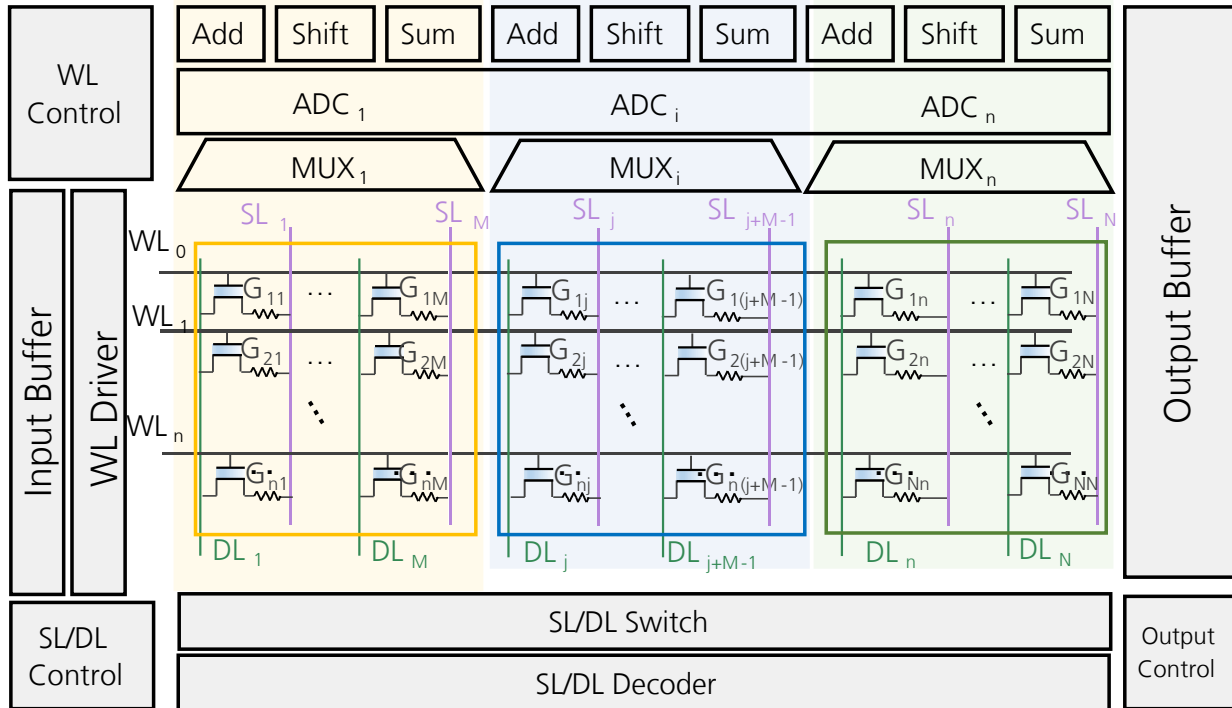 WL Control
Add Shift Sum Add Shift Sum Add Shift Sum
ADC 1 ADC i ADC n
MUX 1 MUX i MUX n
Input Buffer
WL Driver
Output Buffer
SL 1 SL M SL j SL j+M-1 SL n SL N
WL 0
G 11 ... G 1M G 1j ... G 1(j+M-1) G 1n ... G 1N
WL 1
G 21 ... G 2M G 2j ... G 2(j+M-1) G 2n ... G 2N
WL n
G n1 G nM G nj G n(j+M-1) G Nn G NN
DL 1 DL M DL j DL j+M-1 DL n DL N
SL/DL Control
SL/DL Switch
SL/DL Decoder
Output Control